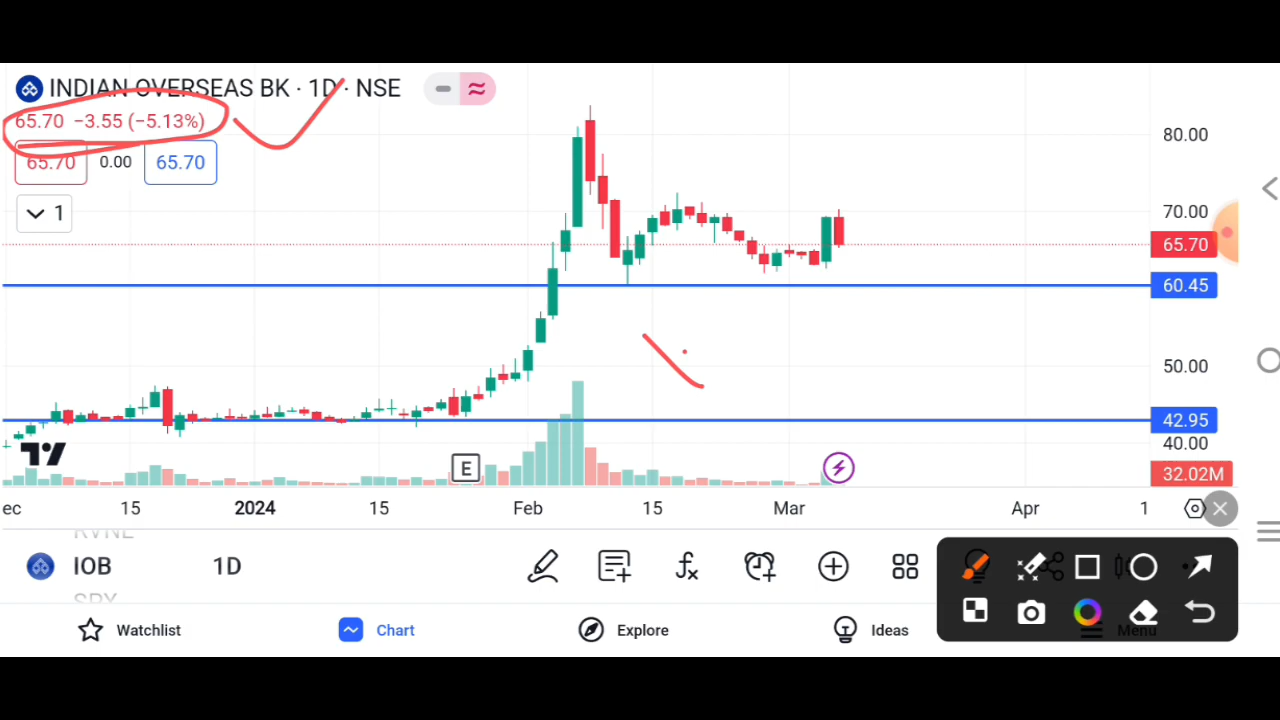 INDIAN OVERSEAS BK · 1D · NSE
65.70 −3.55 (−5.13%)
65.70 0.00 65.70
1
80.00
70.00
65.70
60.45
50.00
42.95
40.00
32.02M
E
ec 15 2024 15 Feb 15 Mar Apr 1
RVNL
IOB 1D
SPY
Watchlist Chart Explore Ideas Menu